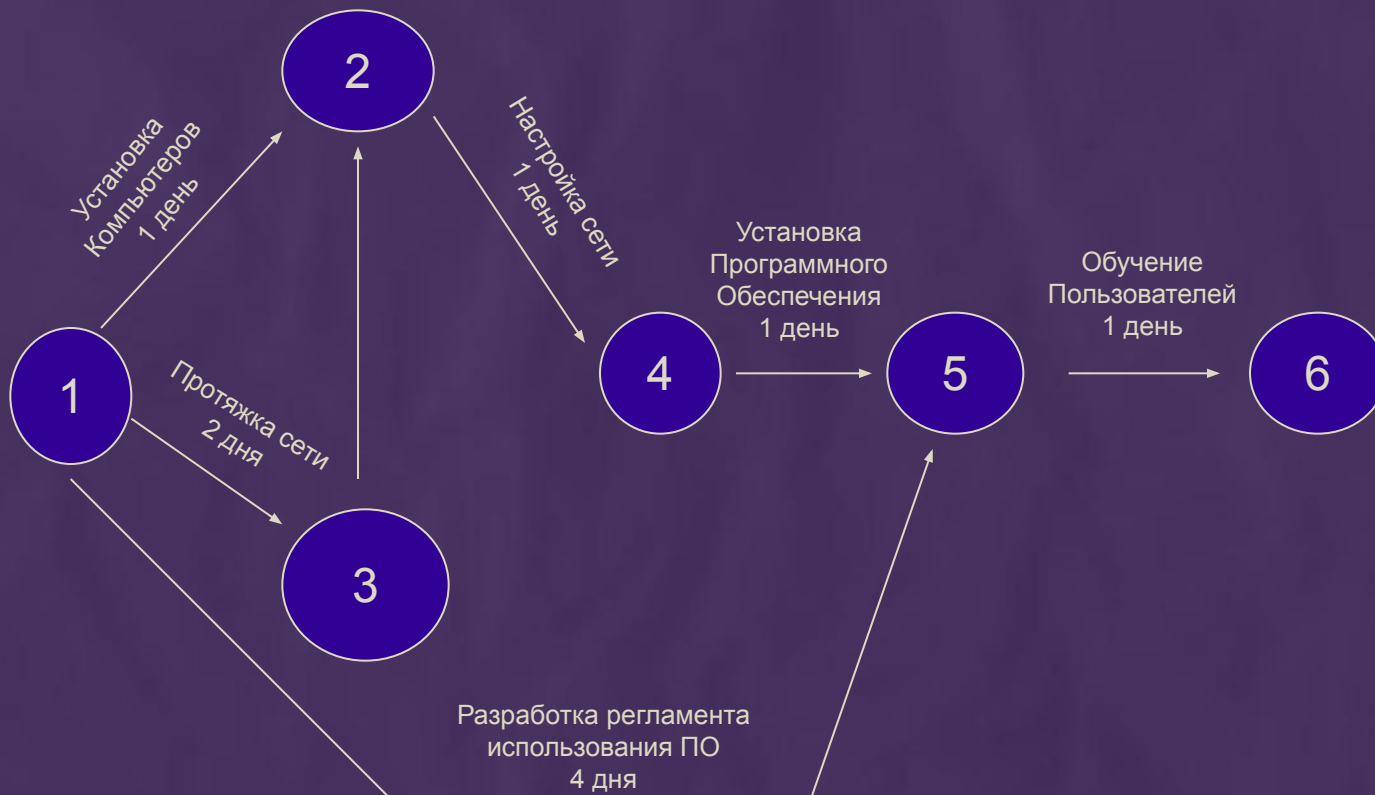 2
Установка
Компьютеров
1 день
Настройка сети
1 день
Установка
Программного
Обеспечения
1 день
Обучение
Пользователей
1 день
1
Протяжка сети
2 дня
4
5
6
3
Разработка регламента
использования ПО
4 дня